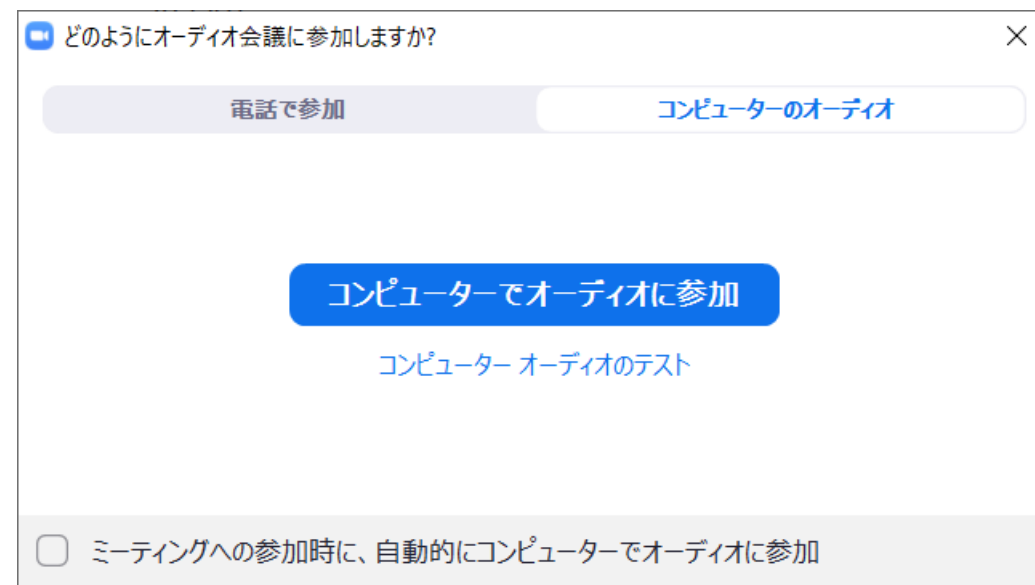 どのようにオーディオ会議に参加しますか?
電話で参加
コンピューターのオーディオ
コンピューターでオーディオに参加
コンピューター オーディオのテスト
ミーティングへの参加時に、自動的にコンピューターでオーディオに参加